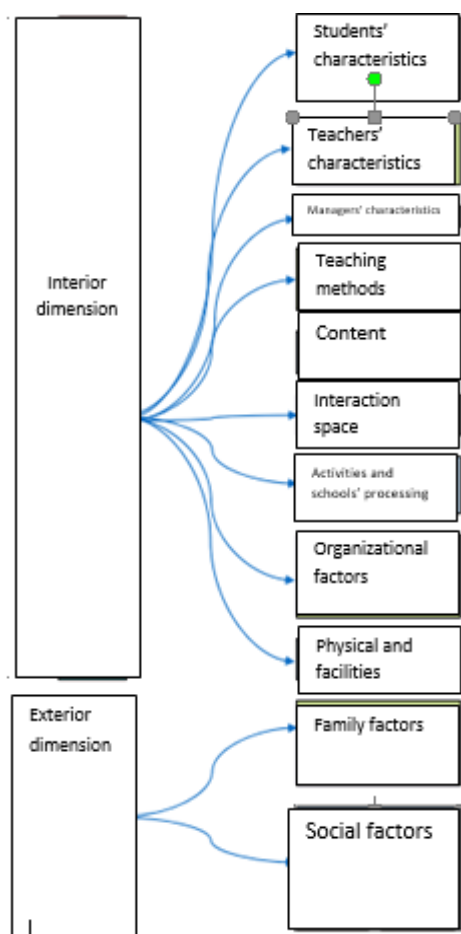 Students'
characteristics
Teachers'
characteristics
Managers' characteristics
Teaching
methods
Interior
dimension
Content
Interaction
space
Activities and
schools' processing
Organizational
factors
Physical and
facilities
Exterior
dimension
Family factors
Social factors